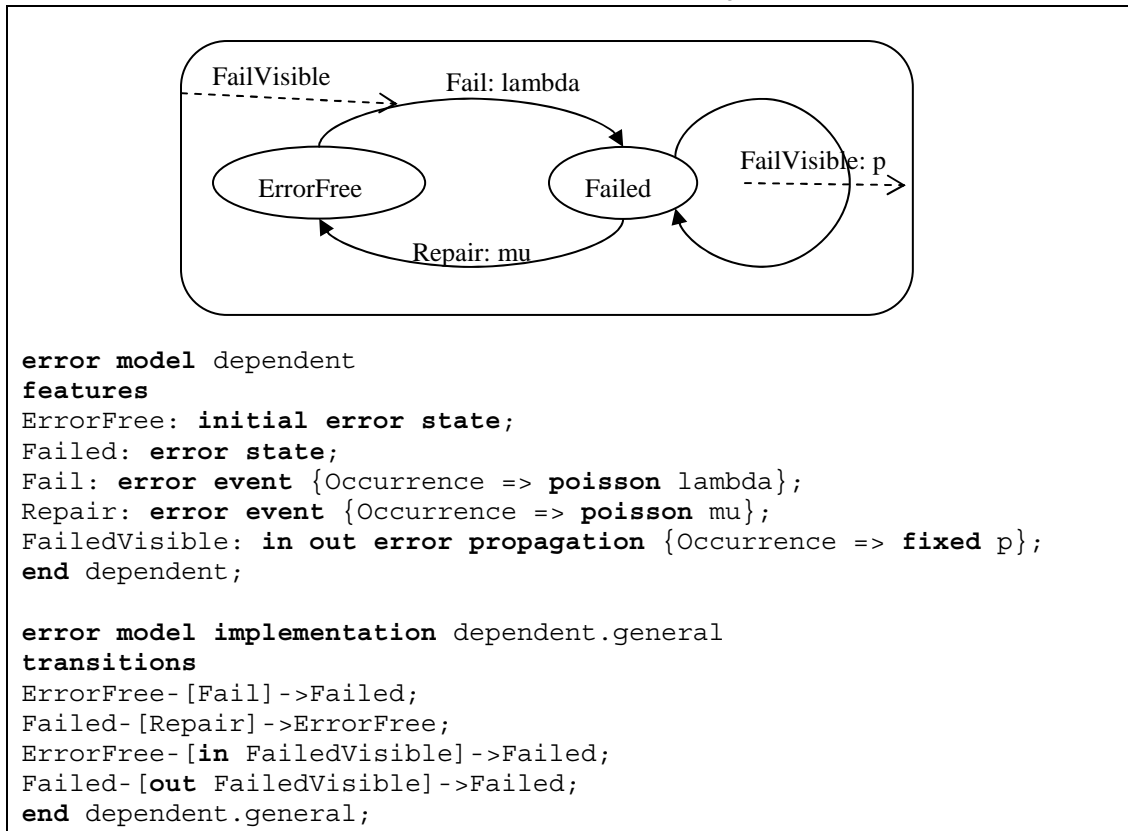 FailVisible
Fail: lambda
ErrorFree
Failed
FailVisible: p
Repair: mu
error model dependent
features
ErrorFree: initial error state;
Failed: error state;
Fail: error event {Occurrence => poisson lambda};
Repair: error event {Occurrence => poisson mu};
FailedVisible: in out error propagation {Occurrence => fixed p};
end dependent;
error model implementation dependent.general
transitions
ErrorFree-[Fail]->Failed;
Failed-[Repair]->ErrorFree;
ErrorFree-[in FailedVisible]->Failed;
Failed-[out FailedVisible]->Failed;
end dependent.general;